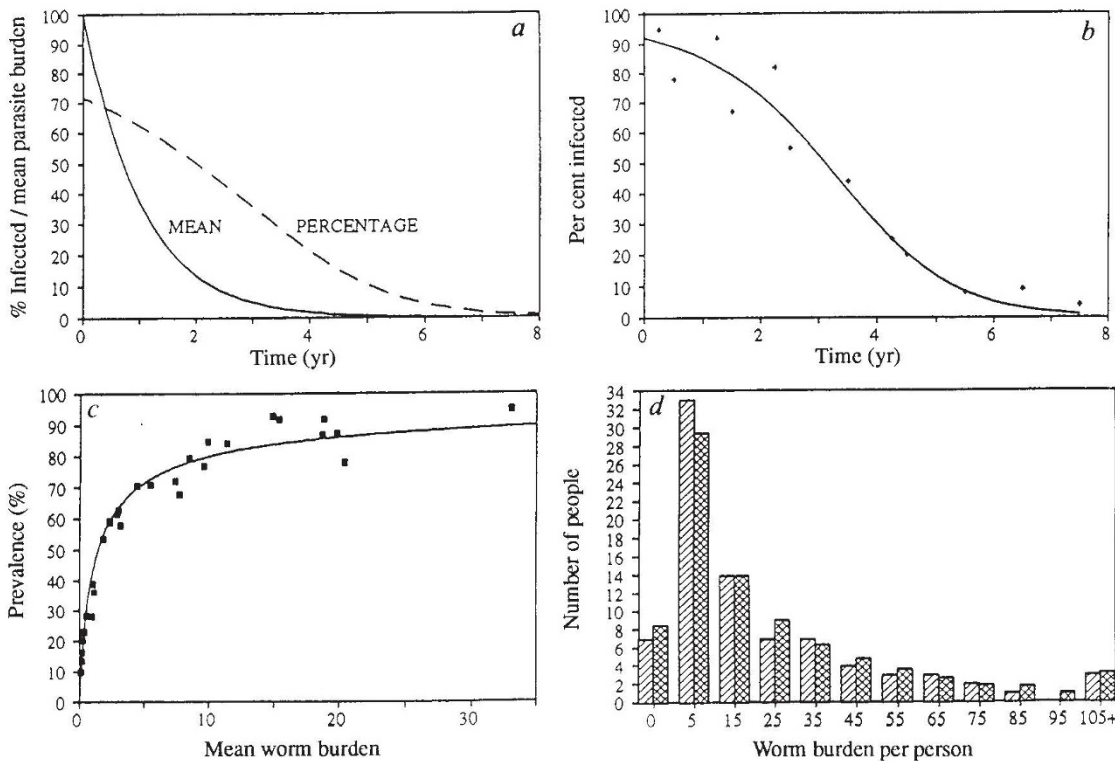 a
% Infected / mean parasite burden
100
90
80
70
60
50
40
30
20
10
0
MEAN
PERCENTAGE
0 2 4 6 8
Time (yr)
b
Per cent infected
100
90
80
70
60
50
40
30
20
10
0
0 2 4 6 8
Time (yr)
c
Prevalence (%)
100
90
80
70
60
50
40
30
20
10
0
0 10 20 30
Mean worm burden
d
Number of people
34
32
28
26
24
22
18
16
14
12
10
8
6
4
2
0 5 15 25 35 45 55 65 75 85 95 105+
Worm burden per person